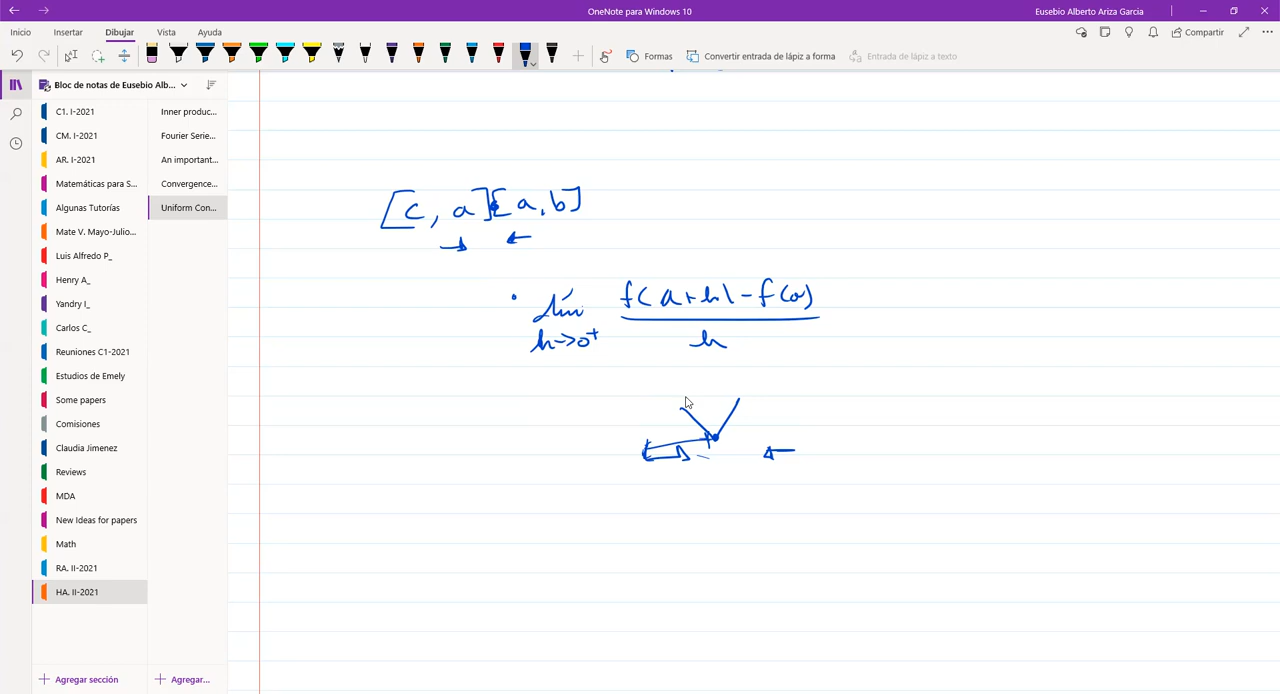 OneNote para Windows 10
Eusebio Alberto Ariza Garcia
Inicio
Insertar
Dibujar
Vista
Ayuda
Compartir
Formas
Convertir entrada de lápiz a forma
Entrada de lápiz a texto
Bloc de notas de Eusebio Alb...
C1. I-2021
CM. I-2021
AR. I-2021
Matemáticas para S...
Algunas Tutorías
Mate V. Mayo-Julio...
Luis Alfredo P_
Henry A_
Yandry I_
Carlos C_
Reuniones C1-2021
Estudios de Emely
Some papers
Comisiones
Claudia Jimenez
Reviews
MDA
New Ideas for papers
Math
RA. II-2021
HA. II-2021
Agregar sección
Inner produc...
Fourier Serie...
An important...
Convergence...
Uniform Con...
Agregar...
[c, a][a, b]
lím f(a+h)-f(a)
h→0⁺ h